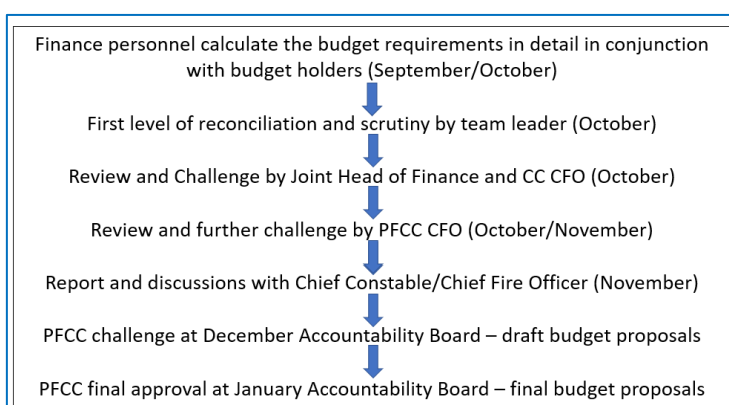 Finance personnel calculate the budget requirements in detail in conjunction
with budget holders (September/October)
First level of reconciliation and scrutiny by team leader (October)
Review and Challenge by Joint Head of Finance and CC CFO (October)
Review and further challenge by PFCC CFO (October/November)
Report and discussions with Chief Constable/Chief Fire Officer (November)
PFCC challenge at December Accountability Board – draft budget proposals
PFCC final approval at January Accountability Board – final budget proposals